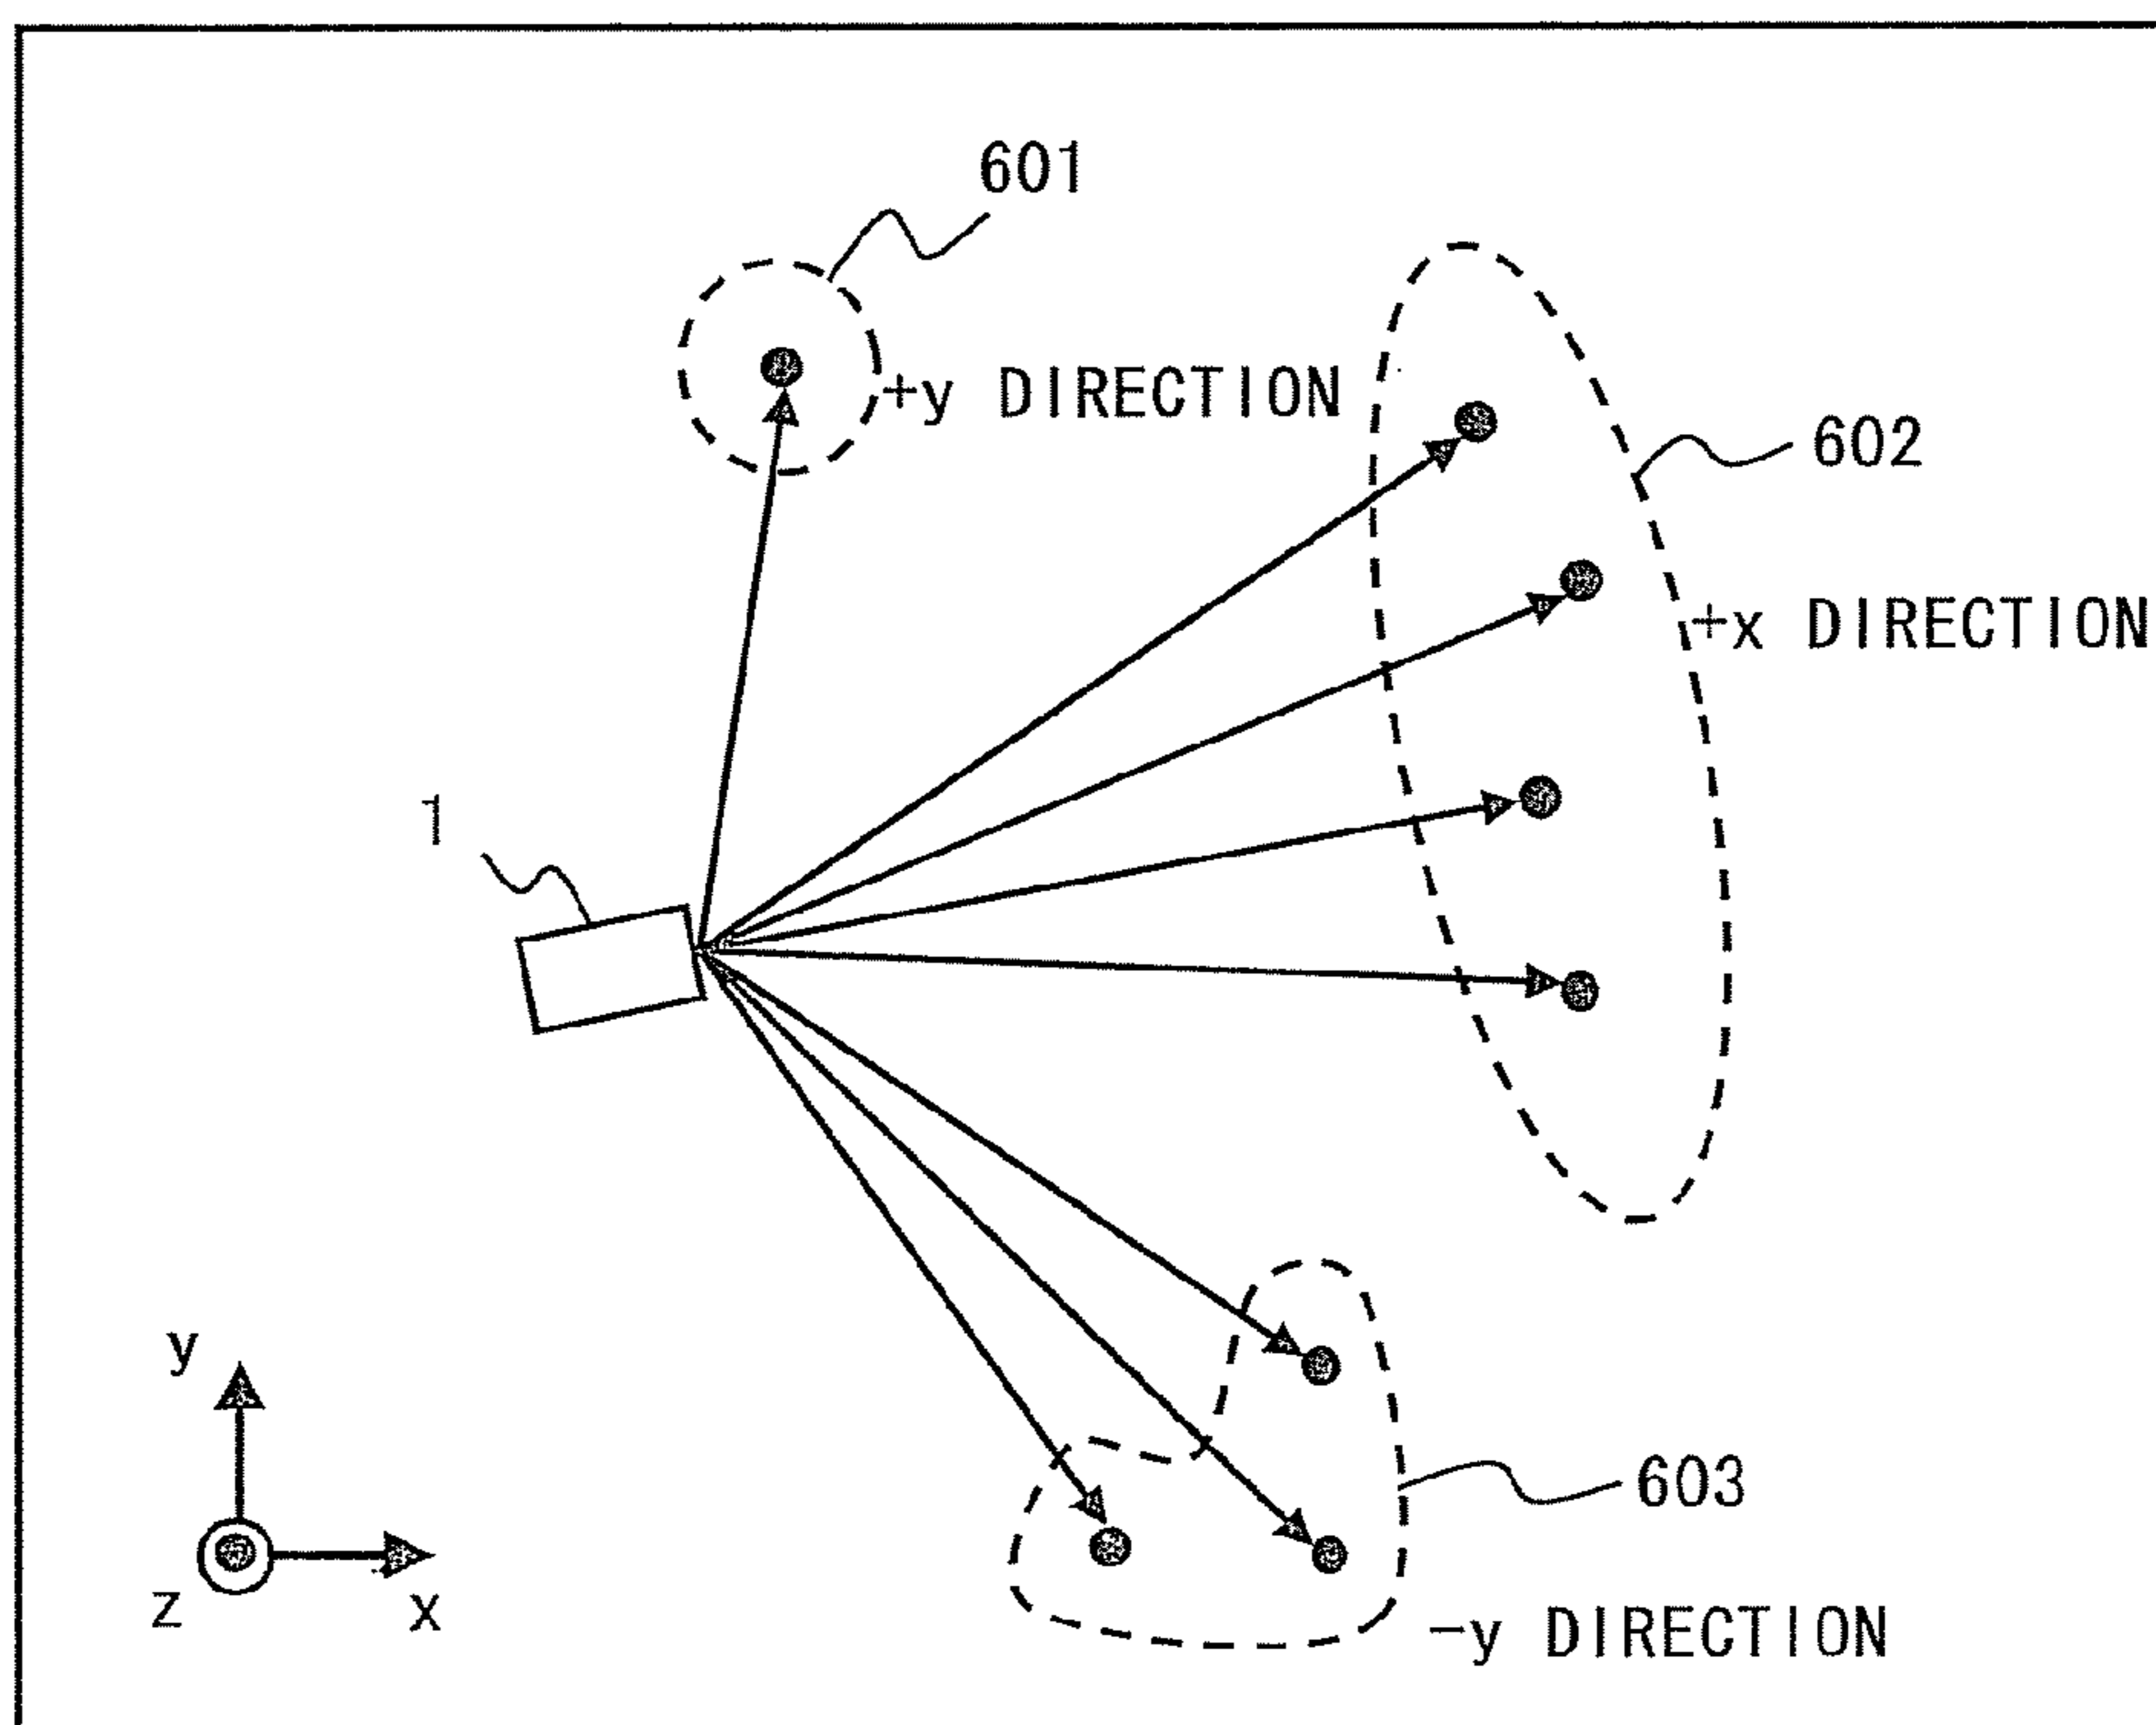 601
+y DIRECTION
602
+x DIRECTION
1
603
y
z
x
−y DIRECTION